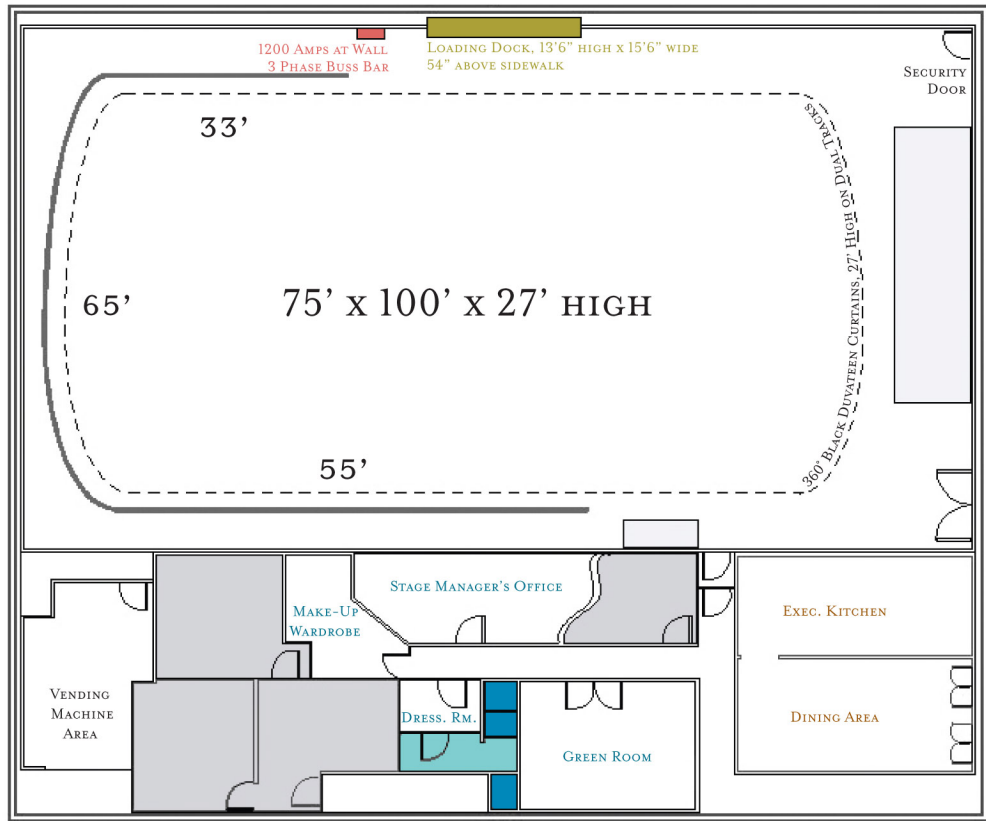 1200 Amps at Wall
3 Phase Buss Bar
Loading Dock, 13’6” high x 15’6” wide
54” above sidewalk
Security
Door
33’
360° Black Duvateen Curtains, 27’ High on Dual Tracks
65’
75’ x 100’ x 27’ high
55’
Stage Manager’s Office
Make-Up
Wardrobe
Exec. Kitchen
Vending
Machine
Area
Dress. Rm.
Dining Area
Green Room